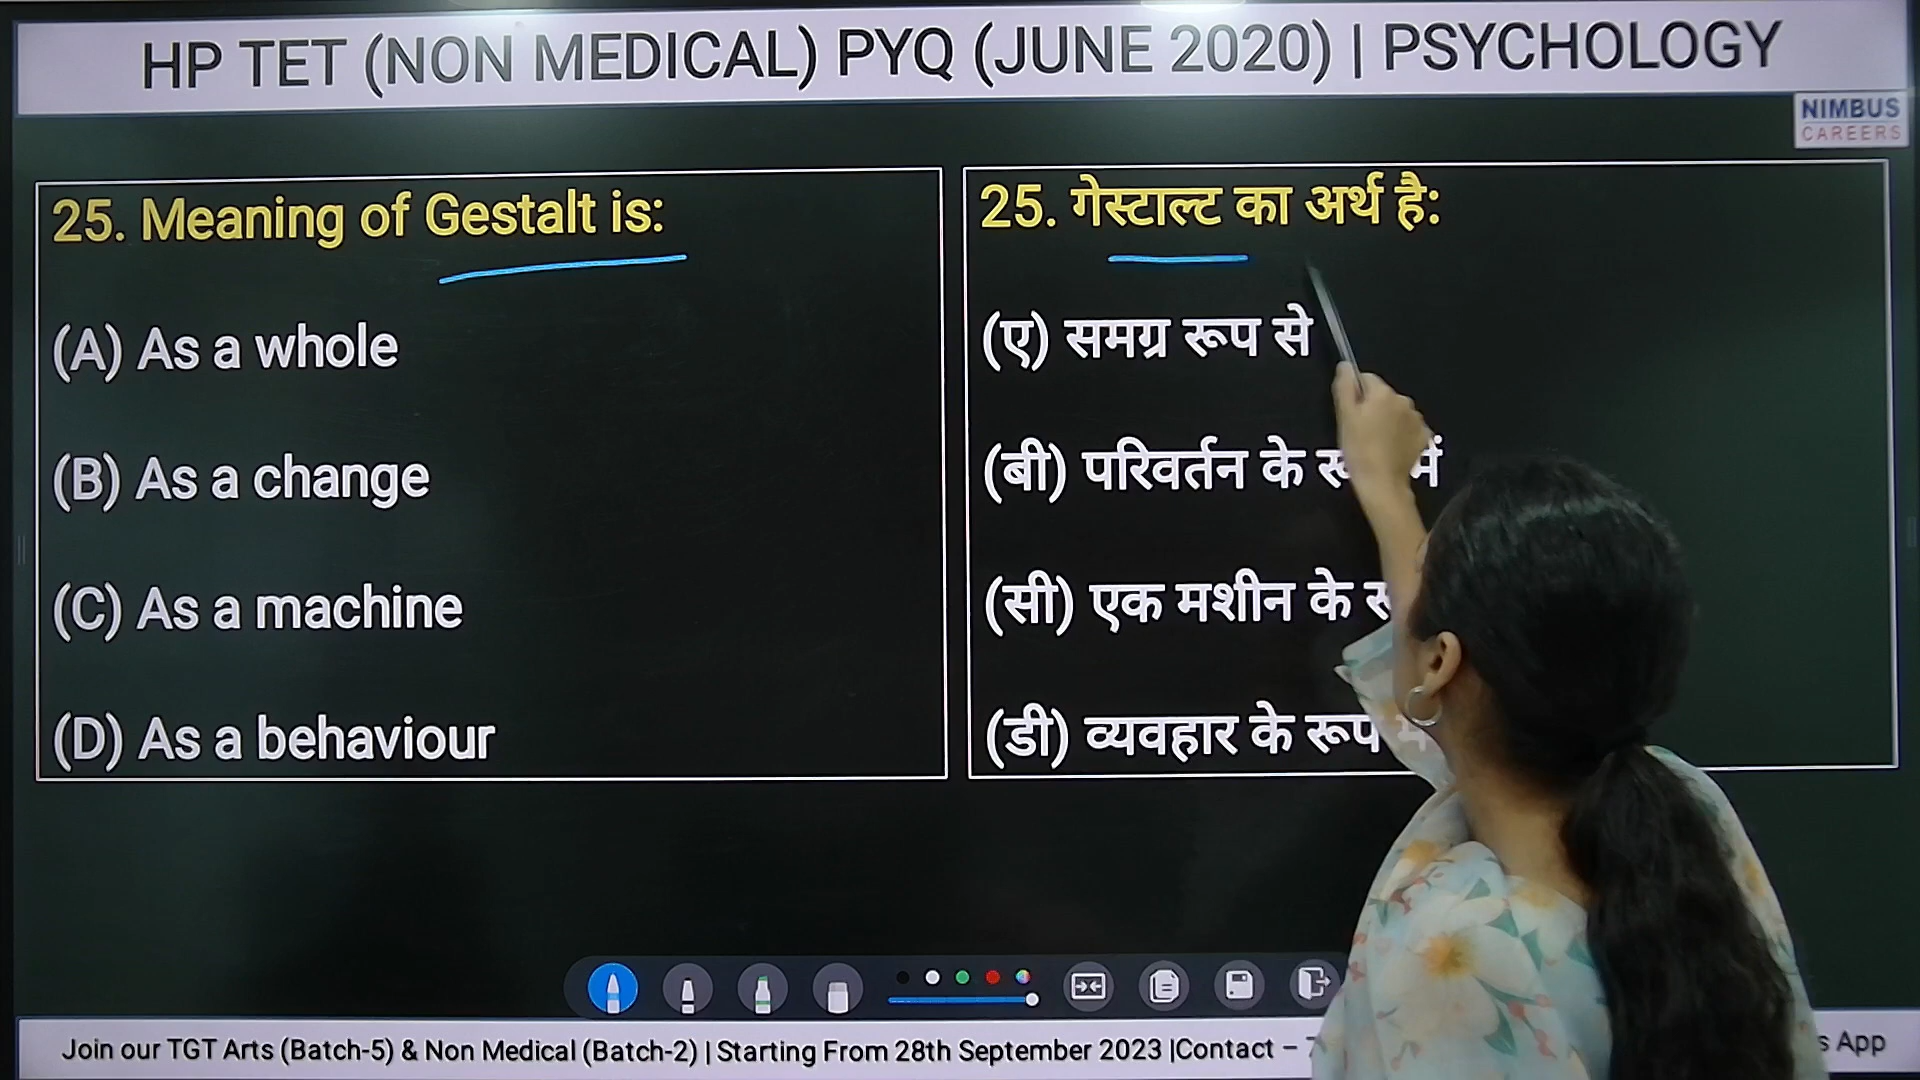 HP TET (NON MEDICAL) PYQ (JUNE 2020) | PSYCHOLOGY
NIMBUS
CAREERS
25. Meaning of Gestalt is:
(A) As a whole
(B) As a change
(C) As a machine
(D) As a behaviour
25. गेस्टाल्ट का अर्थ है:
(ए) समग्र रूप से
(बी) परिवर्तन के में
(सी) एक मशीन के
(डी) व्यवहार के रूप
Join our TGT Arts (Batch-5) & Non Medical (Batch-2) | Starting From 28th September 2023 |Contact – App